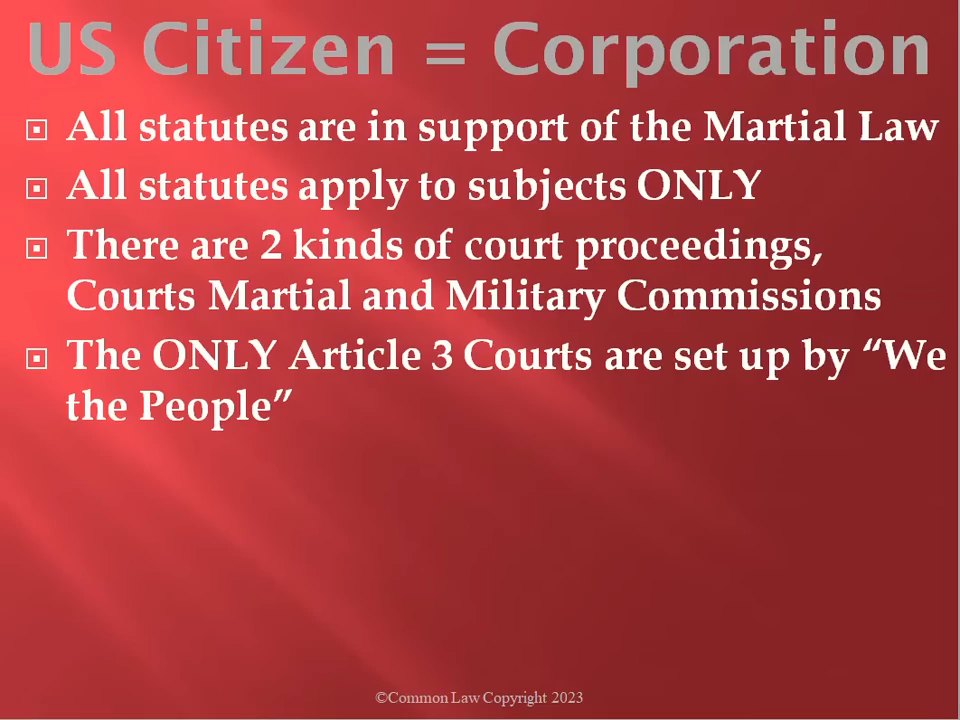 US Citizen = Corporation
All statutes are in support of the Martial Law
All statutes apply to subjects ONLY
There are 2 kinds of court proceedings,
Courts Martial and Military Commissions
The ONLY Article 3 Courts are set up by “We
the People”
©Common Law Copyright 2023